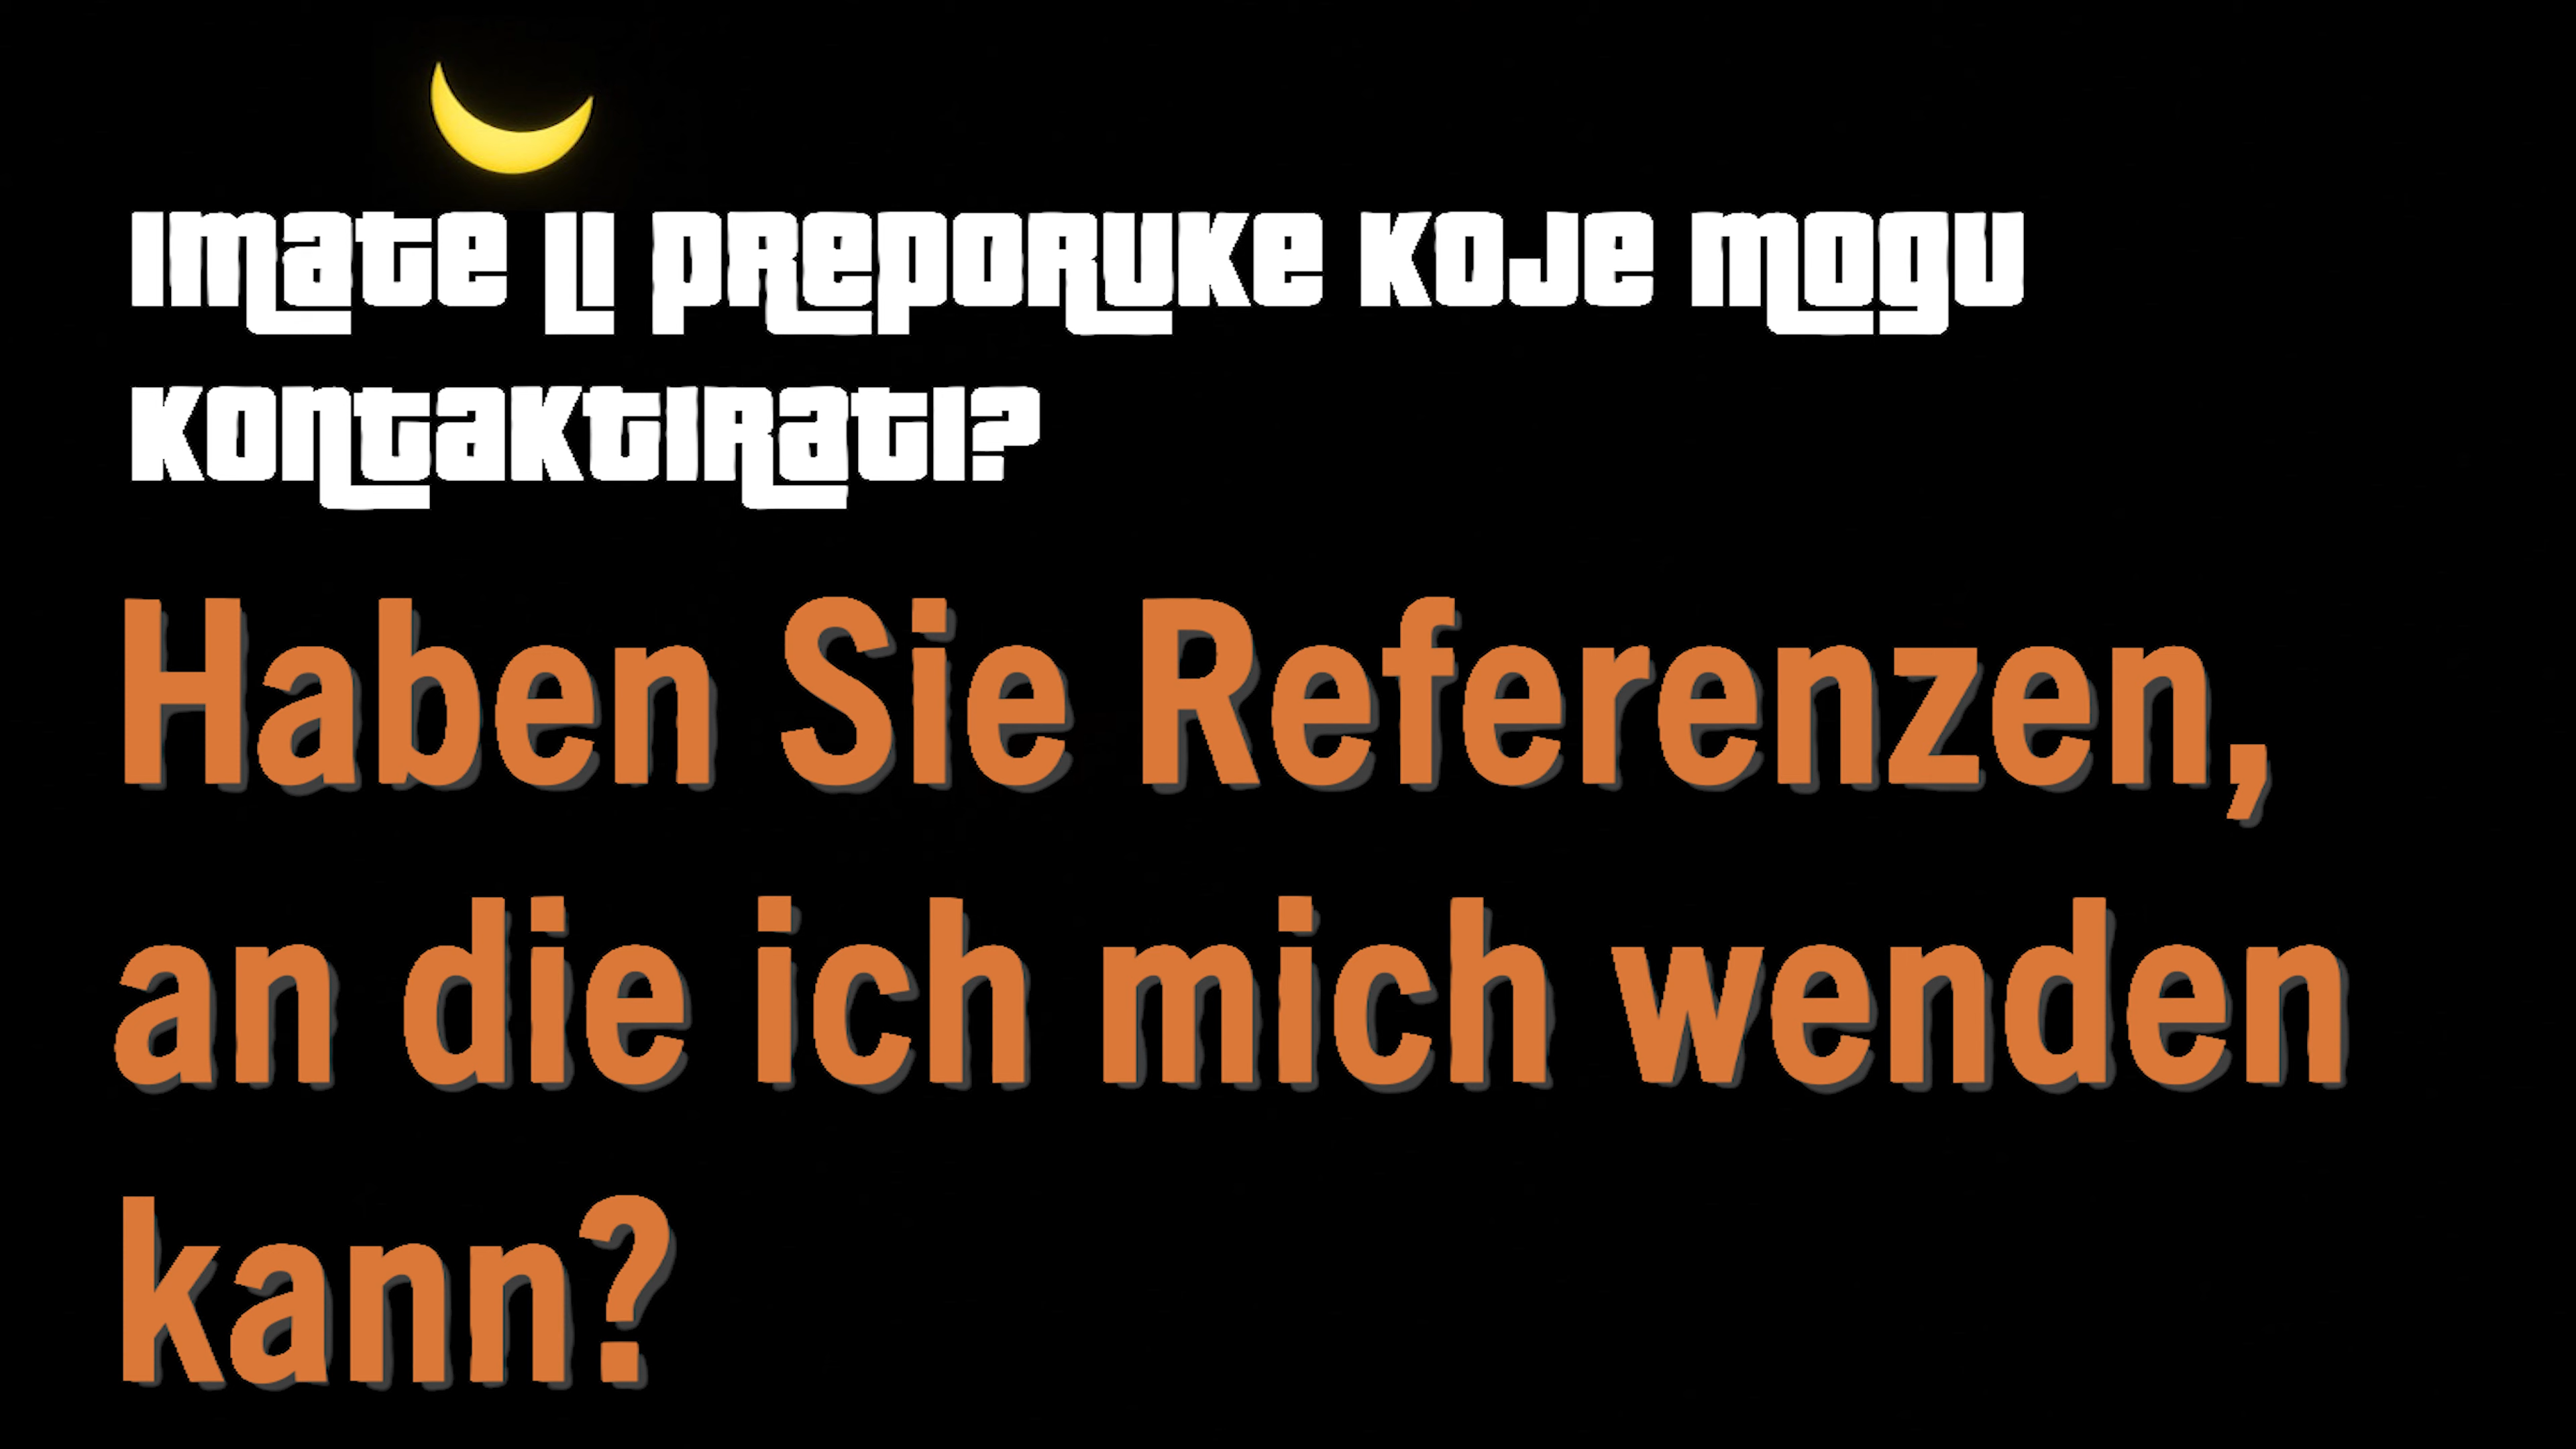 Imate li preporuke koje mogu
kontaktirati?
Haben Sie Referenzen,
an die ich mich wenden
kann?